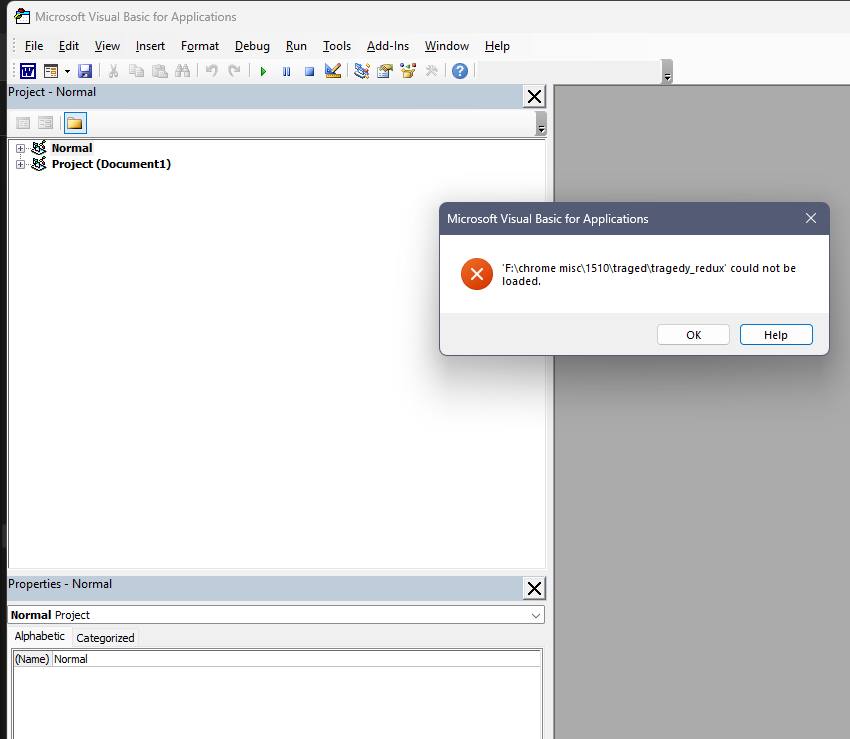 Microsoft Visual Basic for Applications
File Edit View Insert Format Debug Run Tools Add-Ins Window Help
Project - Normal
Normal
Project (Document1)
Microsoft Visual Basic for Applications
'F:\chrome misc\1510\traged\tragedy_redux' could not be
loaded.
OK Help
Properties - Normal
Normal Project
Alphabetic Categorized
(Name) Normal